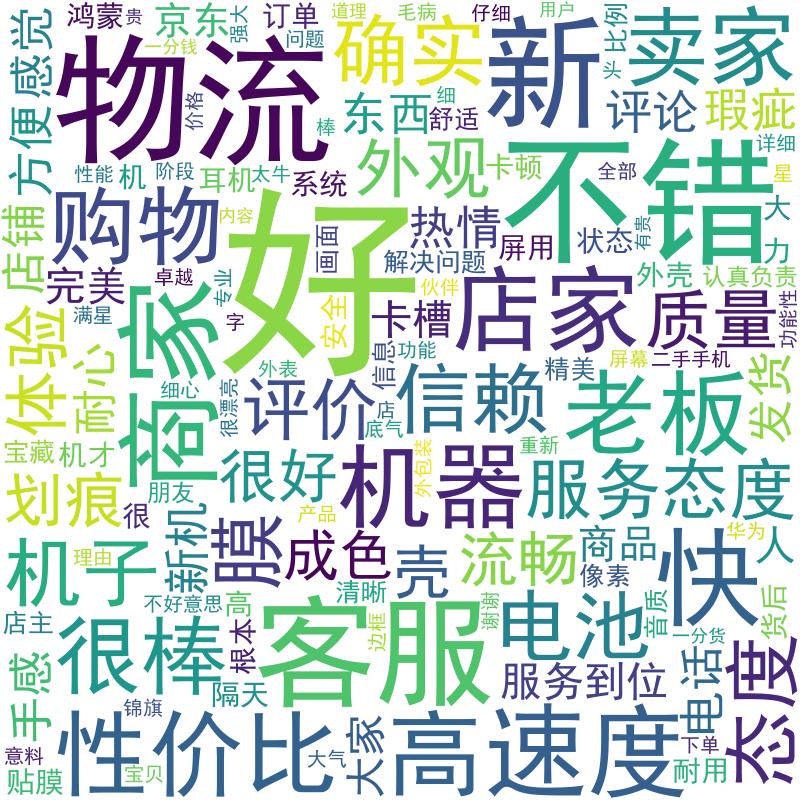 鸿蒙
贵
京东
强大
订单
道理
毛病
仔细
用户
一分钱
问题
感觉
物流
确实
新
比例
卖家
头
方便
价格
棒
东西
细
舒适
评论
瑕疵
详细
性能
机
阶段
耳机
太牛
系统
外观
卡顿
不错
全部
星
店铺
购物
内容
好
画面
热情
屏用
状态
有贵
大
力
完美
卓越
专业
解决问题
外壳
认真负责
满星
字
安全
伙伴
卡槽
店家
质量
功能性
体验
耐心
商家
外表
信息
功能
精美
屏幕
二手手机
细心
很漂亮
评价
店
底气
信赖
老板
发货
宝藏
机才
很好
外包装
重新
划痕
朋友
很
机器
服务态度
新机
膜
产品
成色
壳
流畅
商品
快
华为
人
机子
理由
像素
清晰
不好意思
高
店主
很棒
根本
客服
边框
谢谢
电池
音质
一分货
货后
手感
隔天
服务到位
电话
态度
锦旗
意料
性价比
大家
高速度
下单
贴膜
宝贝
大气
耐用